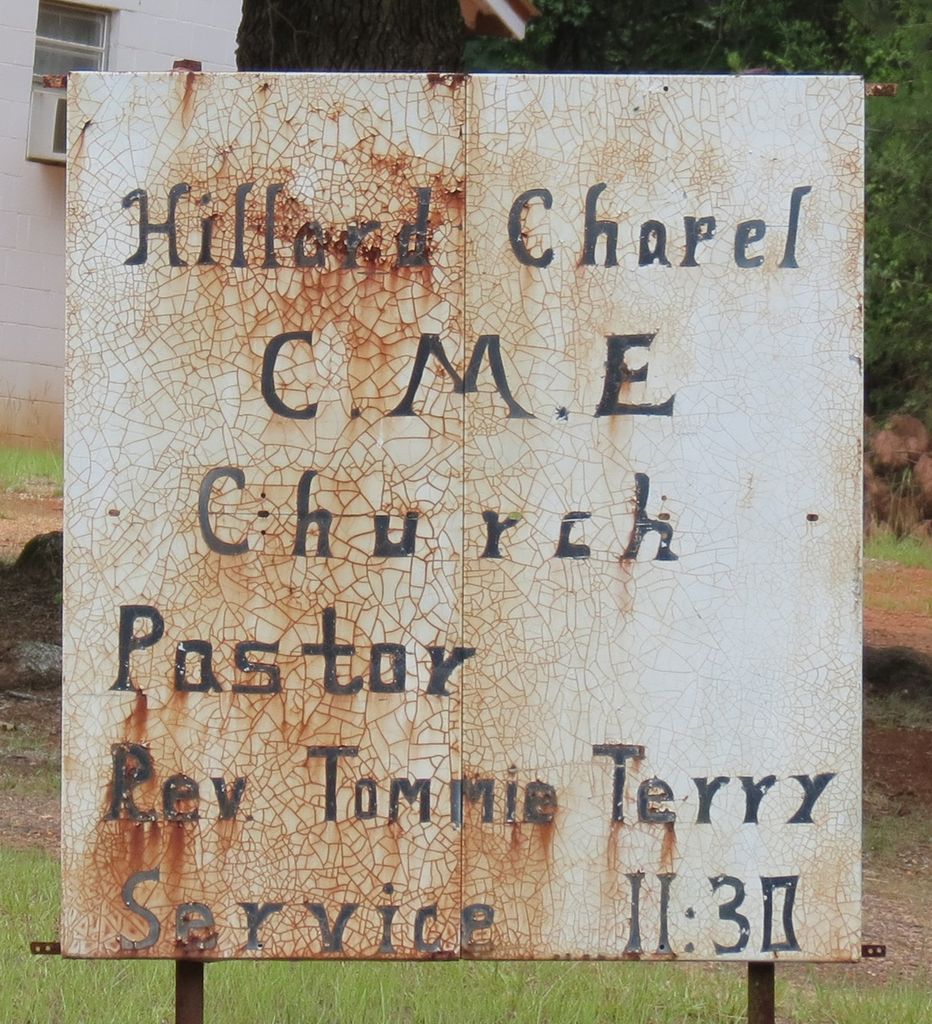 Hillard Chapel
C.M.E
Church
Pastor
Rev. Tommie Terry
Service 11:30